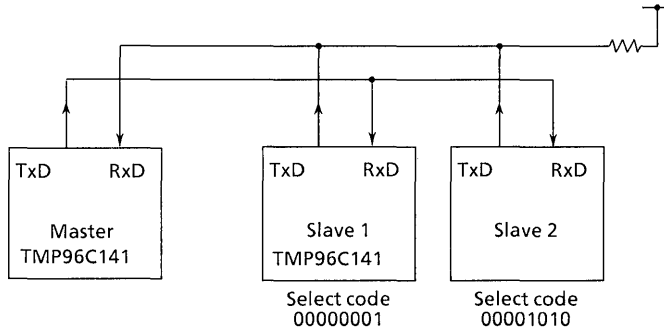 TxD RxD
Master
TMP96C141
TxD RxD
Slave 1
TMP96C141
Select code
00000001
TxD RxD
Slave 2
Select code
00001010